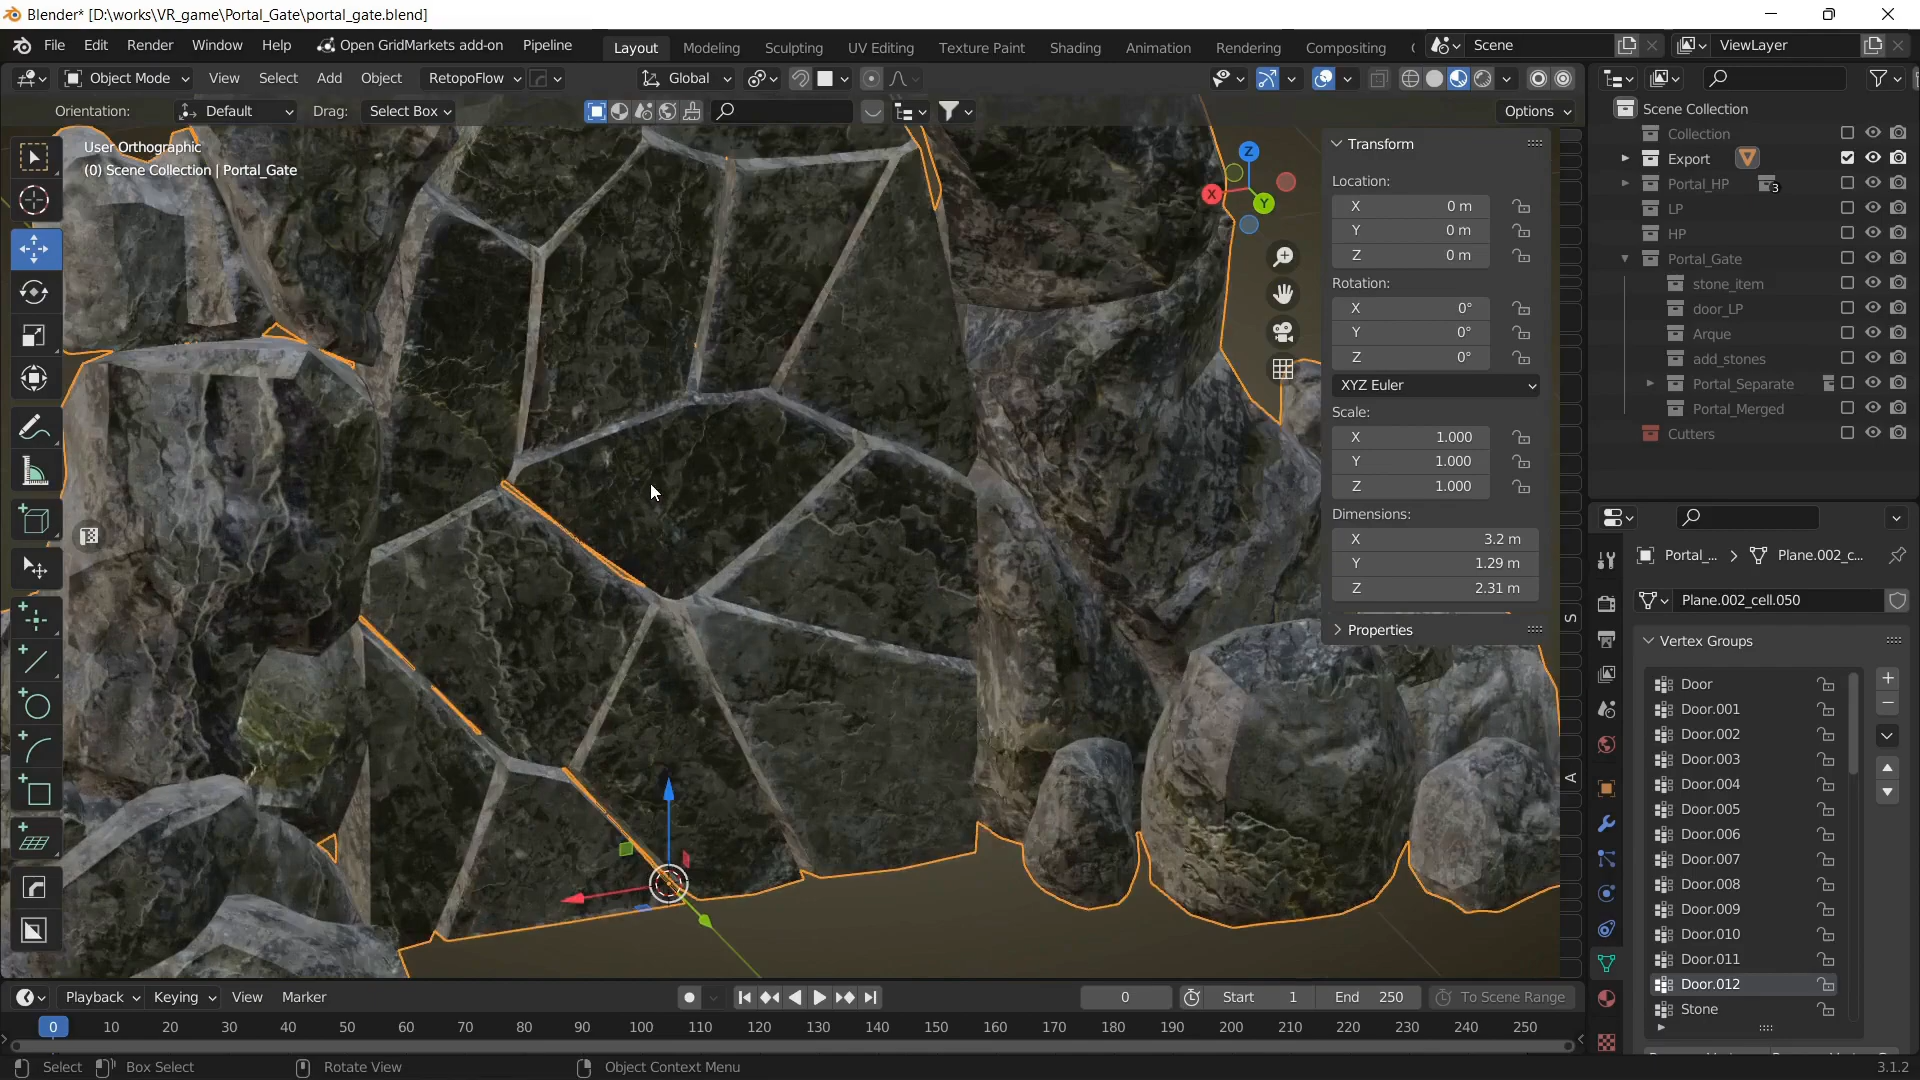 Blender* [D:\works\VR_game\Portal_Gate\portal_gate.blend]
File Edit Render Window Help Open GridMarkets add-on Pipeline Layout Modeling Sculpting UV Editing Texture Paint Shading Animation Rendering Compositing Scene ViewLayer
Object Mode View Select Add Object RetopoFlow Global
Orientation: Default Drag: Select Box Options
User Orthographic
(0) Scene Collection | Portal_Gate
Z
X
Y
Transform
Location:
X 0 m
Y 0 m
Z 0 m
Rotation:
X 0°
Y 0°
Z 0°
XYZ Euler
Scale:
X 1.000
Y 1.000
Z 1.000
Dimensions:
X 3.2 m
Y 1.29 m
Z 2.31 m
Properties
S
A
Scene Collection
Collection
Export
Portal_HP 3
LP
HP
Portal_Gate
stone_item
door_LP
Arque
add_stones
Portal_Separate
Portal_Merged
Cutters
Portal_... Plane.002_c...
Plane.002_cell.050
Vertex Groups
Door
Door.001
Door.002
Door.003
Door.004
Door.005
Door.006
Door.007
Door.008
Door.009
Door.010
Door.011
Door.012
Stone
Playback Keying View Marker 0 Start 1 End 250 To Scene Range
0 10 20 30 40 50 60 70 80 90 100 110 120 130 140 150 160 170 180 190 200 210 220 230 240 250
Select Box Select Rotate View Object Context Menu 3.1.2